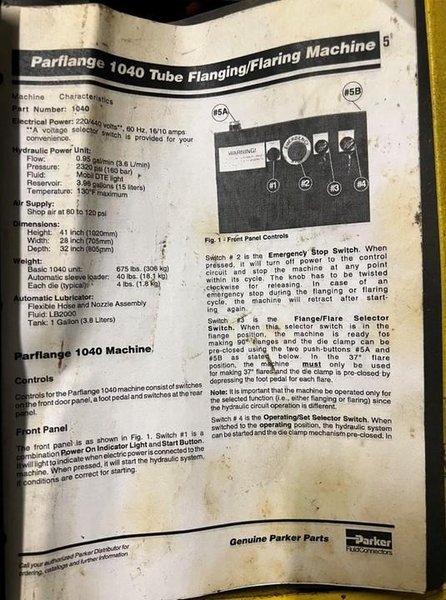 Parflange 1040 Tube Flanging/Flaring Machine
5
Machine Characteristics
Part Number: 1040
Electrical Power: 220/440 volts**, 60 Hz, 16/10 amps
**A voltage selector switch is provided for your
convenience.
Hydraulic Power Unit:
Flow: 0.95 gal/min (3.6 L/min)
Pressure: 2320 psi (160 bar)
Fluid: Mobil DTE light
Reservoir: 3.96 gallons (15 liters)
Temperature: 130°F maximum
Air Supply:
Shop air at 80 to 120 psi
Dimensions:
Height: 41 inch (1020mm)
Width: 28 inch (705mm)
Depth: 32 inch (805mm)
Weight:
Basic 1040 unit: 675 lbs. (306 kg)
Automatic sleeve loader: 40 lbs. (18.1 kg)
Each die (typical): 4 lbs. (1.8 kg)
Automatic Lubricator:
Flexible Hose and Nozzle Assembly
Fluid: LB2000
Tank: 1 Gallon (3.8 Liters)
Parflange 1040 Machine
Controls
Controls for the Parflange 1040 machine consist of switches
on the front door panel, a foot pedal and switches at the rear
panel.
Front Panel
The front panel is as shown in Fig. 1. Switch #1 is a
combination Power On Indicator Light and Start Button.
It will light to indicate when electric power is connected to the
machine. When pressed, it will start the hydraulic system,
if conditions are correct for starting.
#5A
#5B
WARNING!
#1
#2
#3
#4
Fig. 1 - Front Panel Controls
Switch # 2 is the Emergency Stop Switch. When
pressed, it will turn off power to the control
circuit and stop the machine at any point
within its cycle. The knob has to be twisted
clockwise for releasing. In case of an
emergency stop during the flanging or flaring
cycle, the machine will retract after start-
ing again.
Switch #3 is the Flange/Flare Selector
Switch. When this selector switch is in the
flange position, the machine is ready for
making 90° flanges and the die clamp can be
pre-closed using the two push-buttons #5A and
#5B as stated below. In the 37° flare
position, the machine must only be used
for making 37° flares and the die clamp is pre-closed by
depressing the foot pedal for each flare.
Note: It is important that the machine be operated only for
the selected function (i.e., either flanging or flaring) since
the hydraulic circuit operation is different.
Switch # 4 is the Operating/Set Selector Switch. When
switched to the operating position, the hydraulic system
can be started and the die clamp mechanism pre-closed. In
Call your authorized Parker Distributor for
ordering, catalogs and further information
Genuine Parker Parts
Parker
FluidConnectors